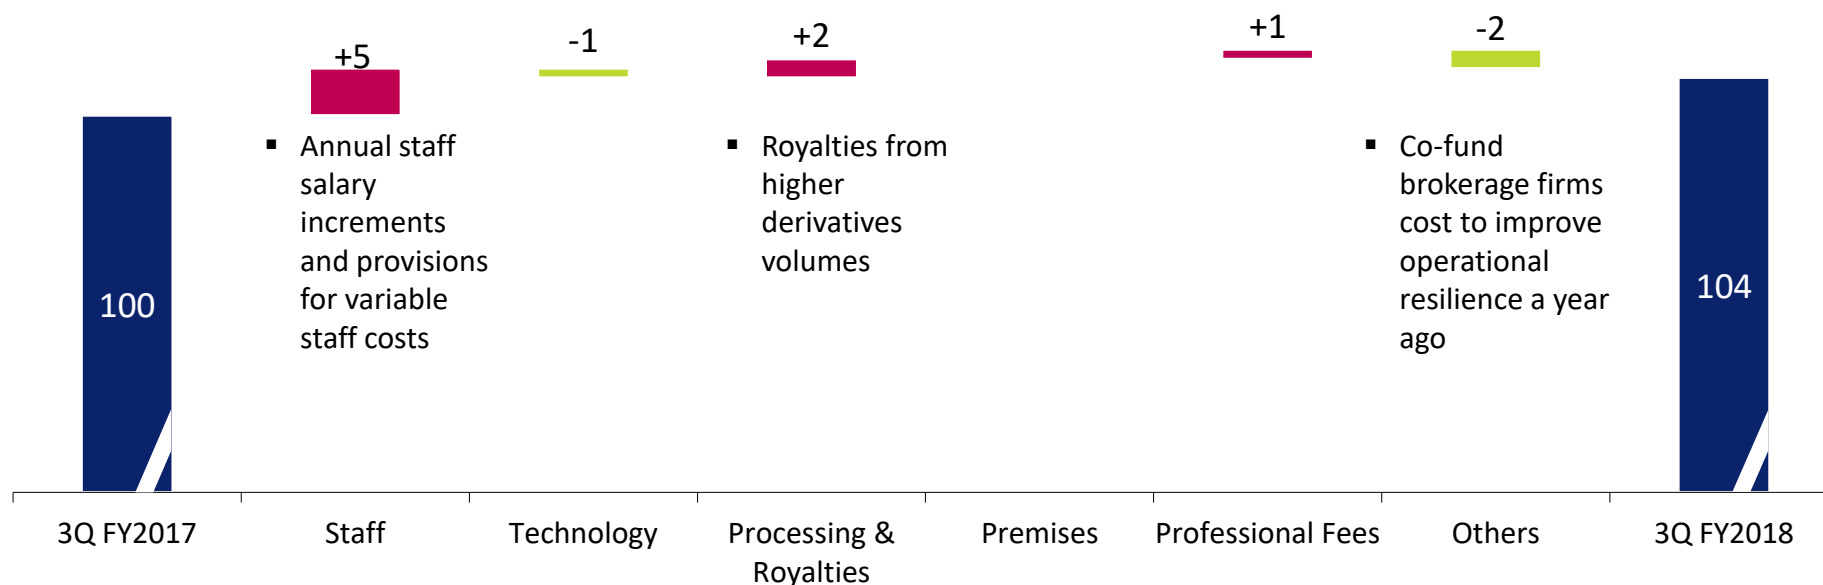 +5
-1
+2
+1
-2
▪ Annual staff
salary
increments
and provisions
for variable
staff costs
▪ Royalties from
higher
derivatives
volumes
▪ Co-fund
brokerage firms
cost to improve
operational
resilience a year
ago
100
104
3Q FY2017
Staff
Technology
Processing &
Royalties
Premises
Professional Fees
Others
3Q FY2018